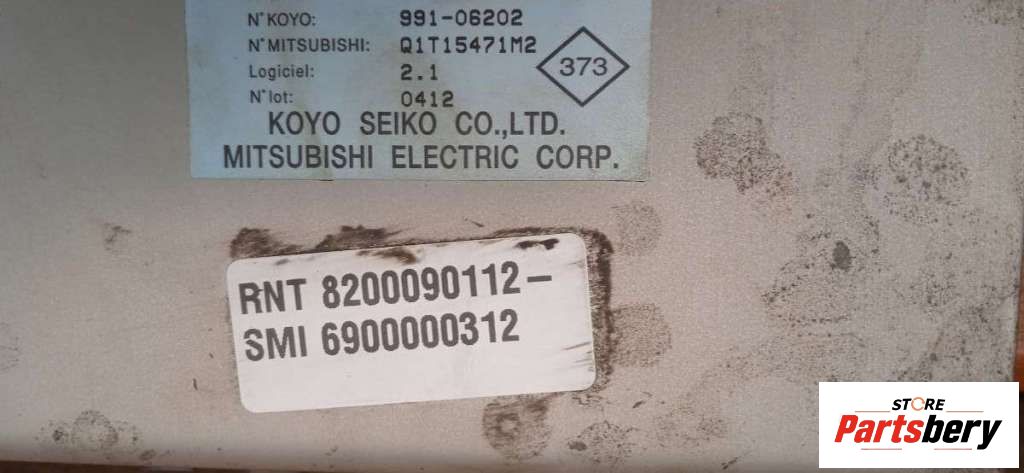 N° KOYO: 991-06202
N° MITSUBISHI: Q1T15471M2
Logiciel: 2.1
N° lot: 0412
373
KOYO SEIKO CO.,LTD.
MITSUBISHI ELECTRIC CORP.
RNT 8200090112-
SMI 6900000312
STORE
Partsbery